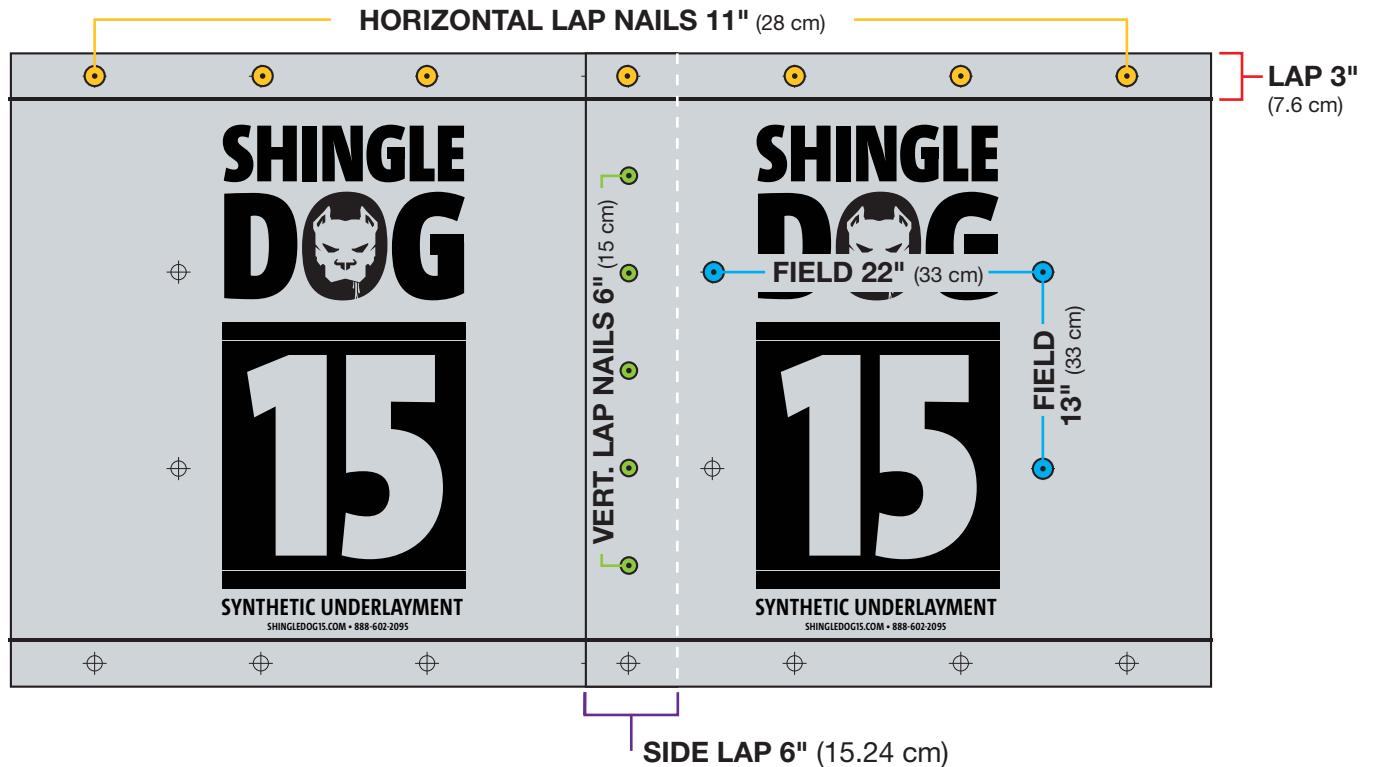 HORIZONTAL LAP NAILS 11" (28 cm)
LAP 3"
(7.6 cm)
SHINGLE
DOG
15
SYNTHETIC UNDERLAYMENT
SHINGLEDOG15.COM • 888-602-2095
VERT. LAP NAILS 6" (15 cm)
SHINGLE
DOG
FIELD 22" (33 cm)
FIELD
13" (33 cm)
15
SYNTHETIC UNDERLAYMENT
SHINGLEDOG15.COM • 888-602-2095
SIDE LAP 6" (15.24 cm)